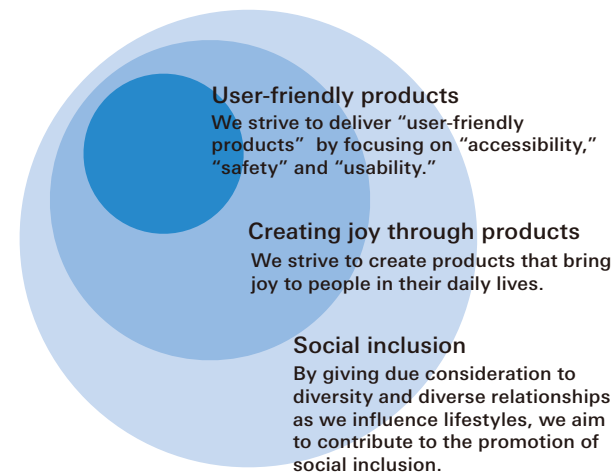 User-friendly products
We strive to deliver “user-friendly
products” by focusing on “accessibility,”
“safety” and “usability.”
Creating joy through products
We strive to create products that bring
joy to people in their daily lives.
Social inclusion
By giving due consideration to
diversity and diverse relationships
as we influence lifestyles, we aim
to contribute to the promotion of
social inclusion.